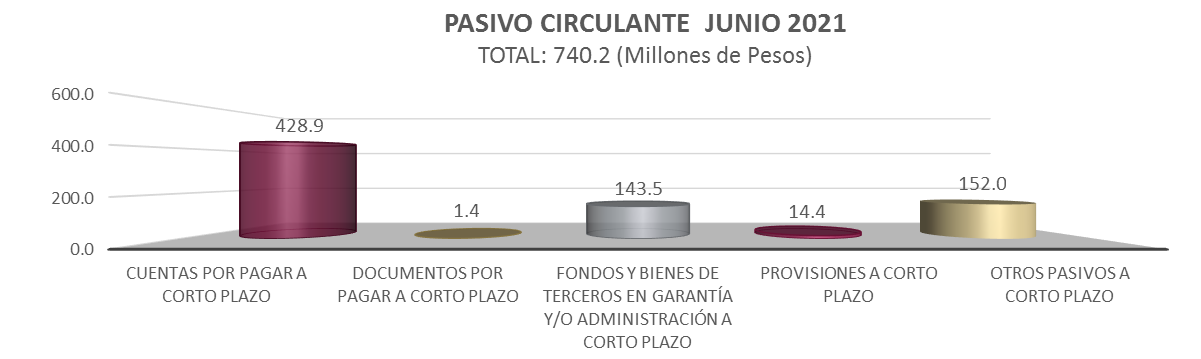 PASIVO CIRCULANTE  JUNIO 2021
TOTAL: 740.2 (Millones de Pesos)
600.0
400.0
200.0
0.0
428.9
1.4
143.5
14.4
152.0
CUENTAS POR PAGAR A
CORTO PLAZO
DOCUMENTOS POR
PAGAR A CORTO PLAZO
FONDOS Y BIENES DE
TERCEROS EN GARANTÍA
Y/O ADMINISTRACIÓN A
CORTO PLAZO
PROVISIONES A CORTO
PLAZO
OTROS PASIVOS A
CORTO PLAZO